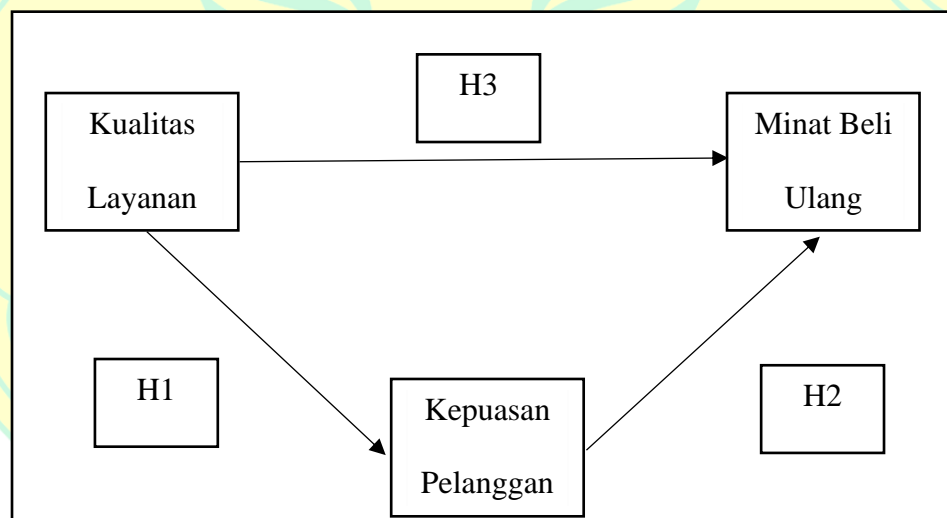 H3
Kualitas
Layanan
Minat Beli
Ulang
H1
Kepuasan
Pelanggan
H2